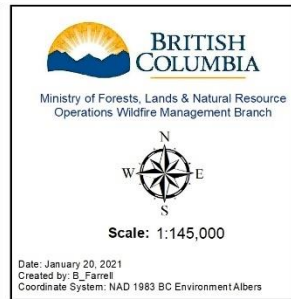 BRITISH
COLUMBIA
Ministry of Forests, Lands & Natural Resource
Operations Wildfire Management Branch
N
W E
S
Scale: 1:145,000
Date: January 20, 2021
Created by: B_Farrell
Coordinate System: NAD 1983 BC Environment Albers